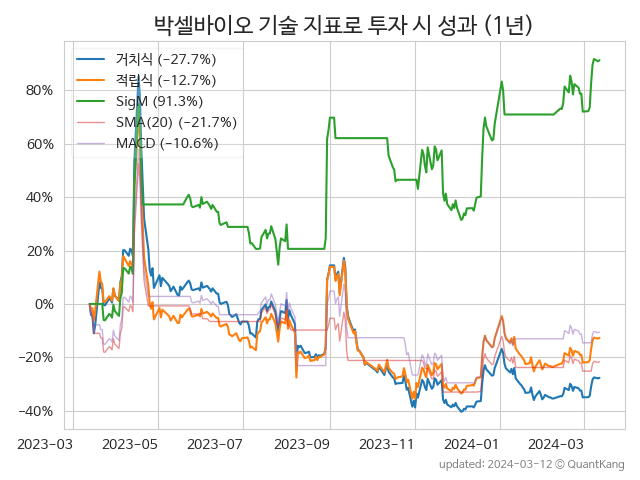 박셀바이오 기술 지표로 투자 시 성과 (1년)
거치식 (−27.7%)
적립식 (−12.7%)
SigM (91.3%)
SMA(20) (−21.7%)
MACD (−10.6%)
80%
60%
40%
20%
0%
−20%
−40%
2023-03 2023-05 2023-07 2023-09 2023-11 2024-01 2024-03
updated: 2024-03-12 © QuantKang